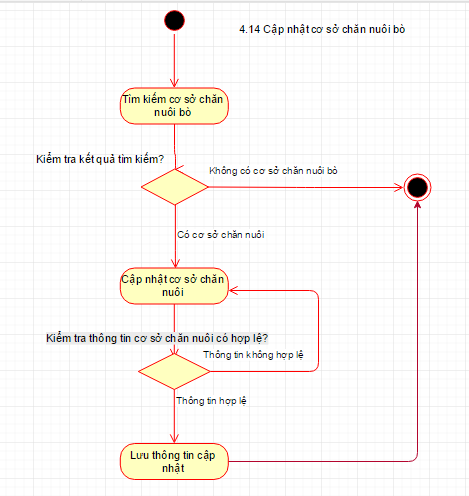 4.14 Cập nhật cơ sở chăn nuôi bò
Tìm kiếm cơ sở chăn
nuôi bò
Kiểm tra kết quả tìm kiếm?
Không có cơ sở chăn nuôi bò
Có cơ sở chăn nuôi
Cập nhật cơ sở chăn
nuôi
Kiểm tra thông tin cơ sở chăn nuôi có hợp lệ?
Thông tin không hợp lệ
Thông tin hợp lệ
Lưu thông tin cập
nhật